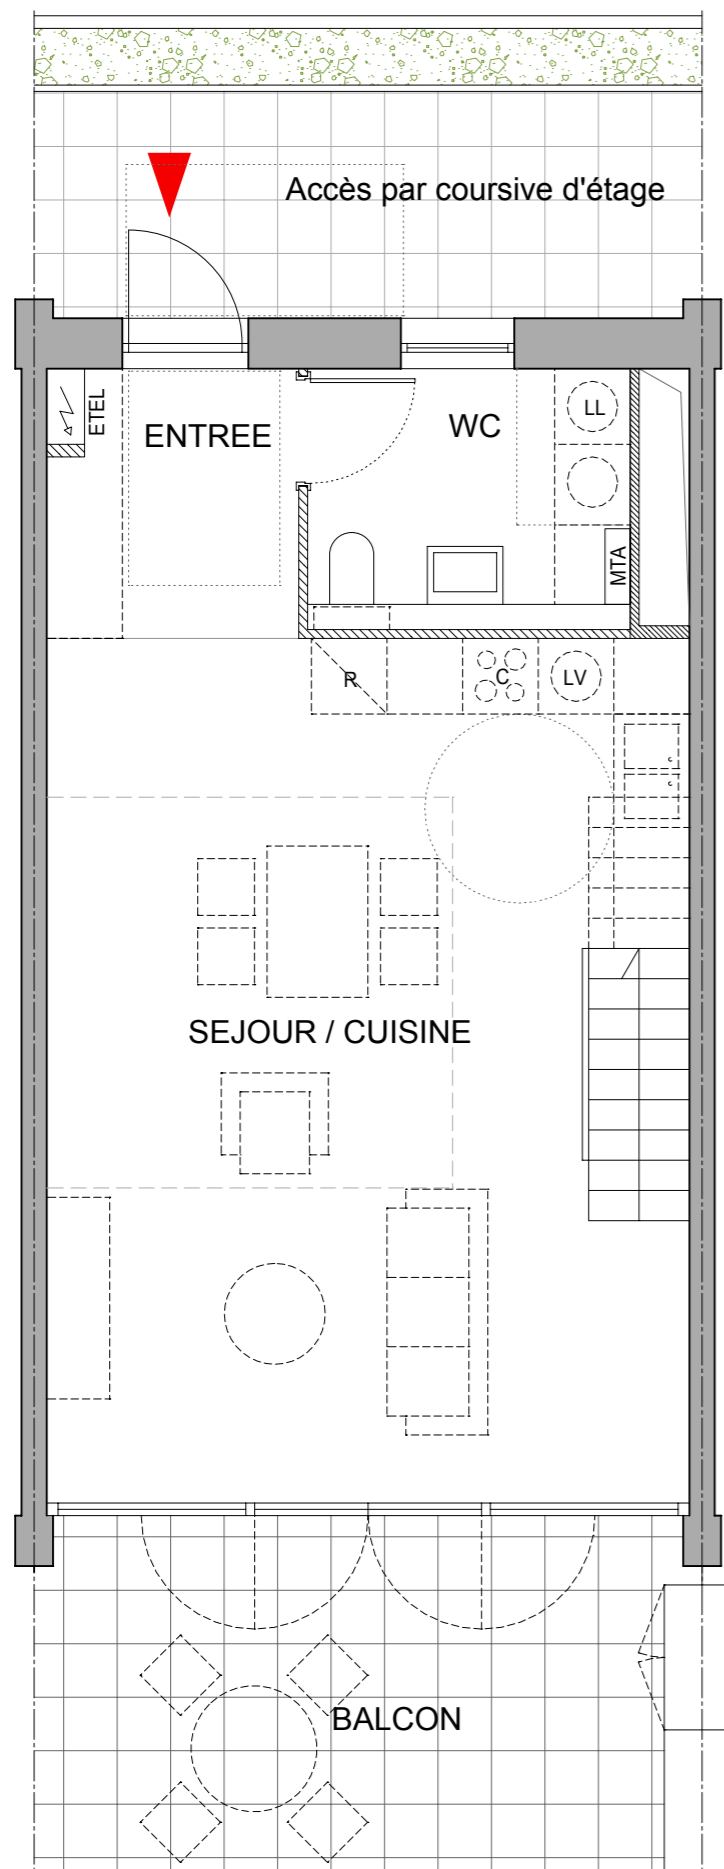 Accès par coursive d'étage
ETEL
ENTREE
WC
LL
MTA
R
C
LV
SEJOUR / CUISINE
BALCON